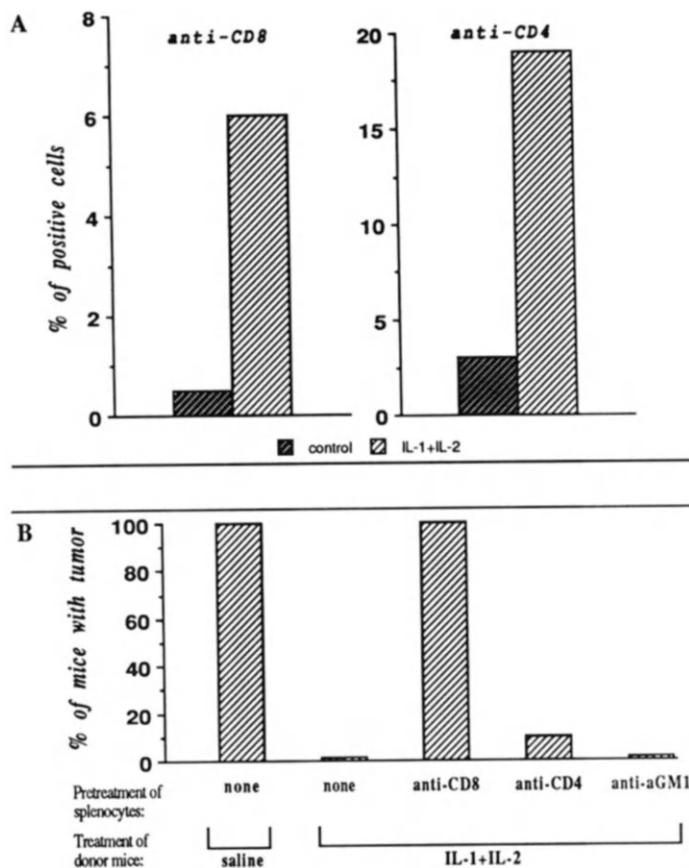 A
anti-CD8
anti-CD4
% of positive cells
8
6
4
2
0
20
15
10
5
0
control IL-1+IL-2
B
% of mice with tumor
100
80
60
40
20
0
Pretreatment of splenocytes:
none none anti-CD8 anti-CD4 anti-aGM1
Treatment of donor mice:
saline IL-1+IL-2